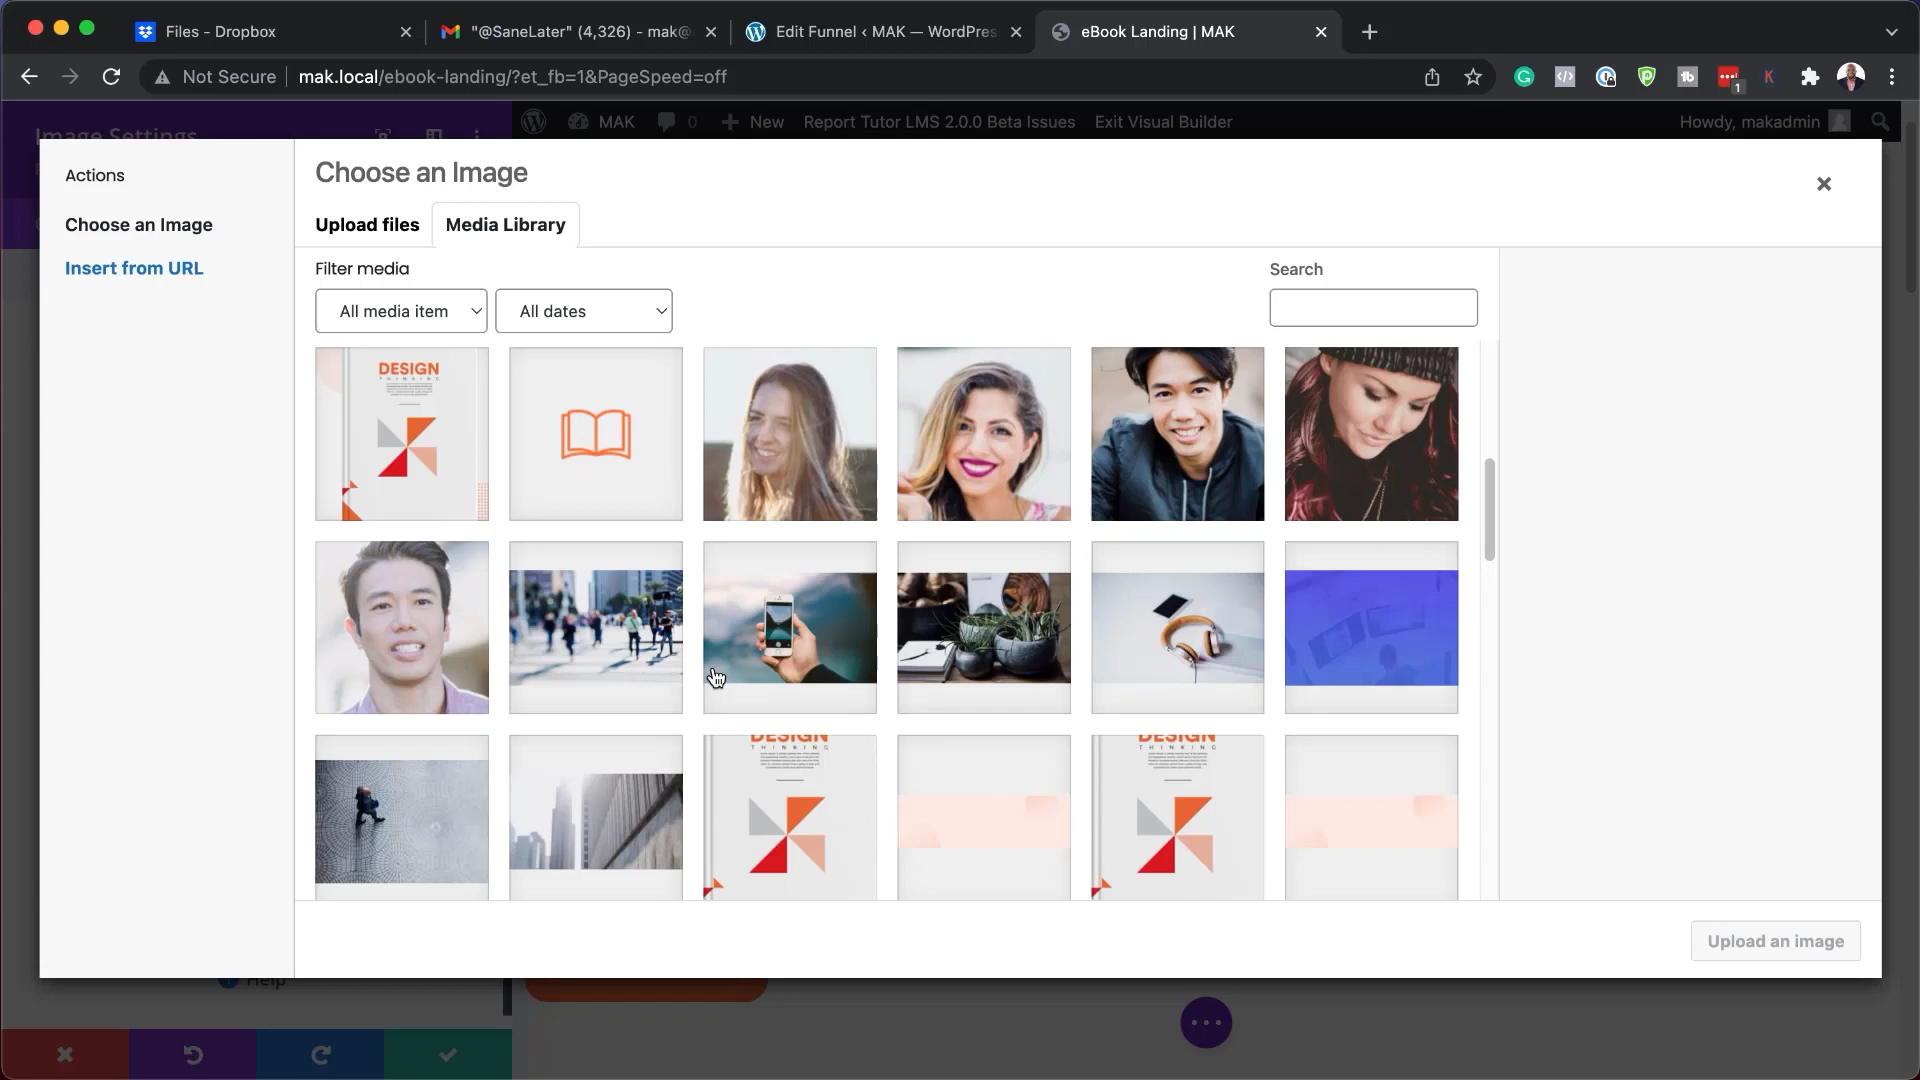 Files - Dropbox
"@SaneLater" (4,326) - mak@
Edit Funnel ‹ MAK — WordPres
eBook Landing | MAK
Not Secure
mak.local/ebook-landing/?et_fb=1&PageSpeed=off
1
Image Settings
MAK
0
New
Report Tutor LMS 2.0.0 Beta Issues
Exit Visual Builder
Howdy, makadmin
Actions
Choose an Image
Insert from URL
Choose an Image
Upload files
Media Library
Filter media
All media item
All dates
Search
DESIGN
THINKING
DESIGN
THINKING
DESIGN
THINKING
Upload an image
Help